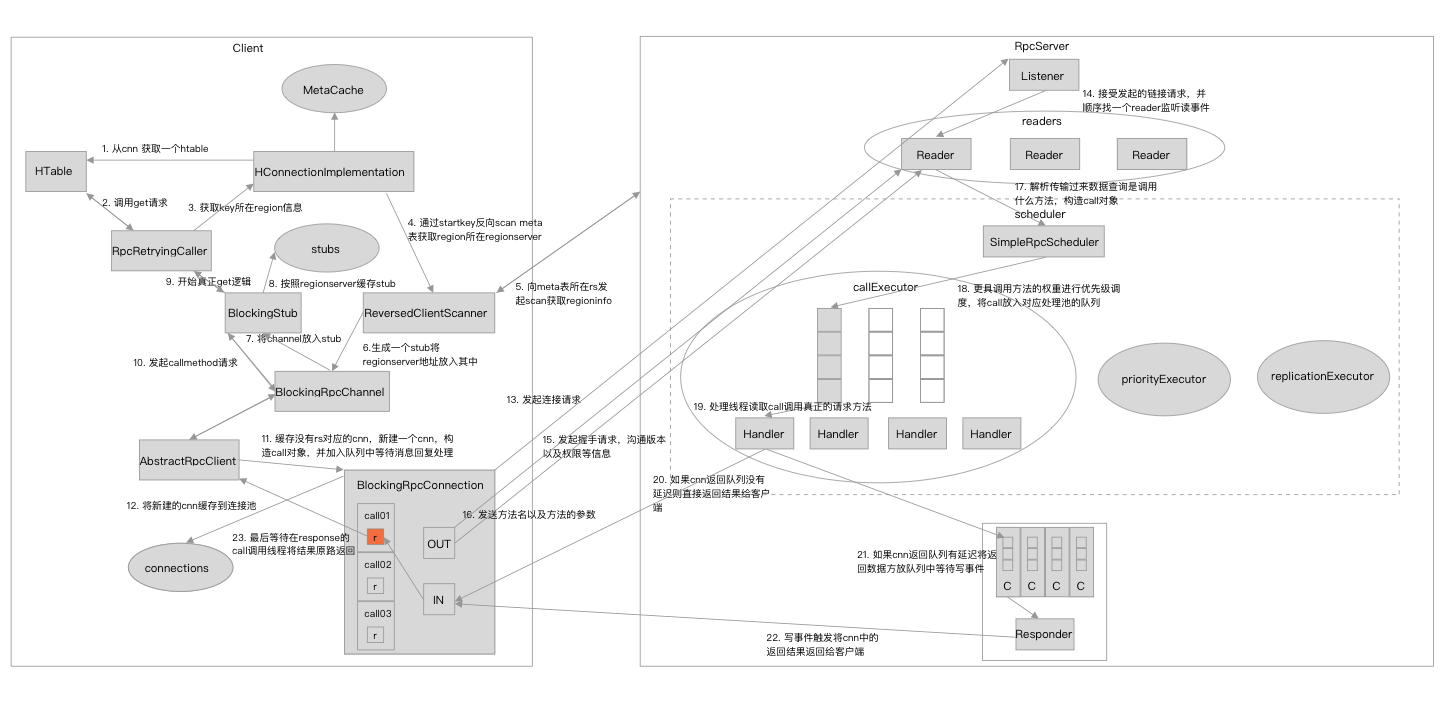 Client
MetaCache
1. 从cnn 获取一个htable
HTable
HConnectionImplementation
2. 调用get请求
3. 获取key所在region信息
4. 通过startkey反向scan meta
表获取region所在regionserver
RpcRetryingCaller
stubs
9. 开始真正get逻辑
8. 按照regionserver缓存stub
5. 向meta表所在rs发
起scan获取regioninfo
BlockingStub
ReversedClientScanner
7. 将channel放入stub
6.生成一个stub将
regionserver地址放入其中
10. 发起callmethod请求
BlockingRpcChannel
13. 发起连接请求
11. 缓存没有rs对应的cnn，新建一个cnn，构
造call对象，并加入队列中等待消息回复处理
15. 发起握手请求，沟通版本
以及权限等信息
AbstractRpcClient
BlockingRpcConnection
12. 将新建的cnn缓存到连接池
call01
16. 发送方法名以及方法的参数
23. 最后等待在response的
call调用线程将结果原路返回
r
OUT
connections
call02
r
IN
call03
r
RpcServer
Listener
14. 接受发起的链接请求，并
顺序找一个reader监听读事件
readers
Reader
Reader
Reader
17. 解析传输过来数据查询是调用
什么方法，构造call对象
scheduler
SimpleRpcScheduler
callExecutor
18. 更具调用方法的权重进行优先级调
度，将call放入对应处理池的队列
priorityExecutor
replicationExecutor
19. 处理线程读取call调用真正的请求方法
Handler
Handler
Handler
Handler
20. 如果cnn返回队列没有
延迟则直接返回结果给客户
端
21. 如果cnn返回队列有延迟将返
回数据方放队列中等待写事件
C
C
C
C
Responder
22. 写事件触发将cnn中的
返回结果返回给客户端